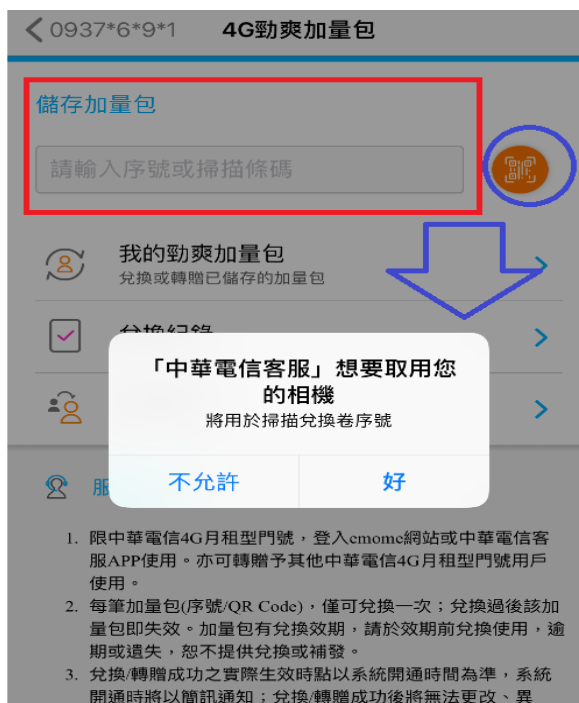 0937*6*9*1 4G勁爽加量包
儲存加量包
請輸入序號或掃描條碼
我的勁爽加量包
兌換或轉贈已儲存的加量包
兌換紀錄
「中華電信客服」想要取用您
的相機
將用於掃描兌換卷序號
不允許 好
服
1. 限中華電信4G月租型門號，登入emome網站或中華電信客
服APP使用。亦可轉贈予其他中華電信4G月租型門號用戶
使用。
2. 每筆加量包(序號/QR Code)，僅可兌換一次；兌換過後該加
量包即失效。加量包有兌換效期，請於效期前兌換使用，逾
期或遺失，恕不提供兌換或補發。
3. 兌換/轉贈成功之實際生效時點以系統開通時間為準，系統
開通時將以簡訊通知；兌換/轉贈成功後將無法更改、異